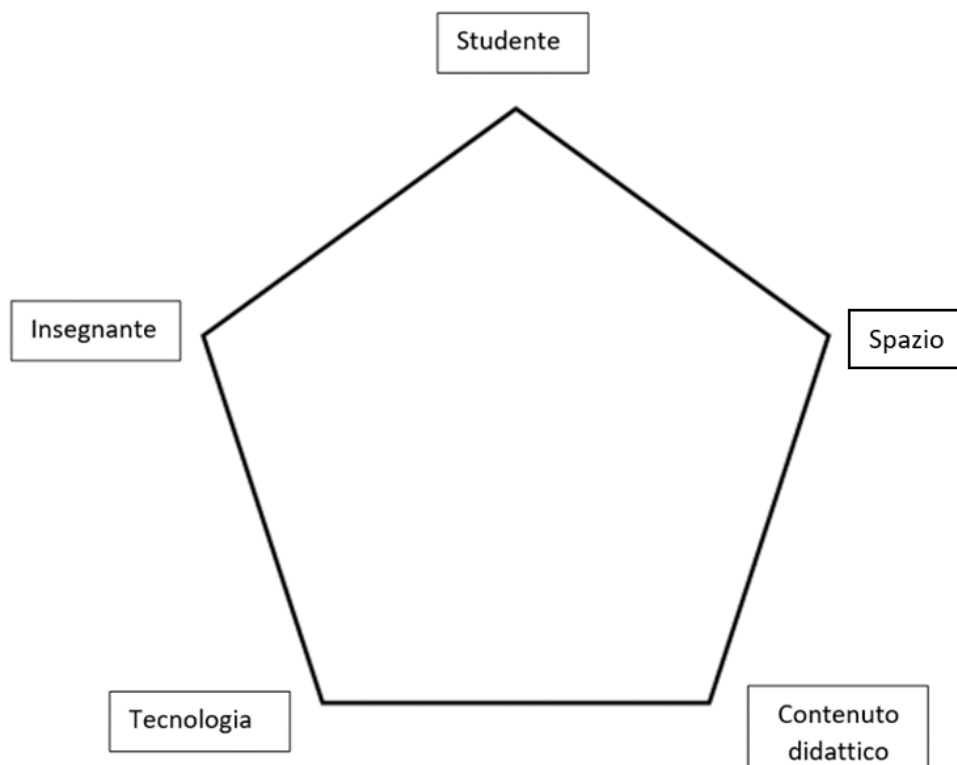 Studente
Insegnante
Spazio
Tecnologia
Contenuto
didattico